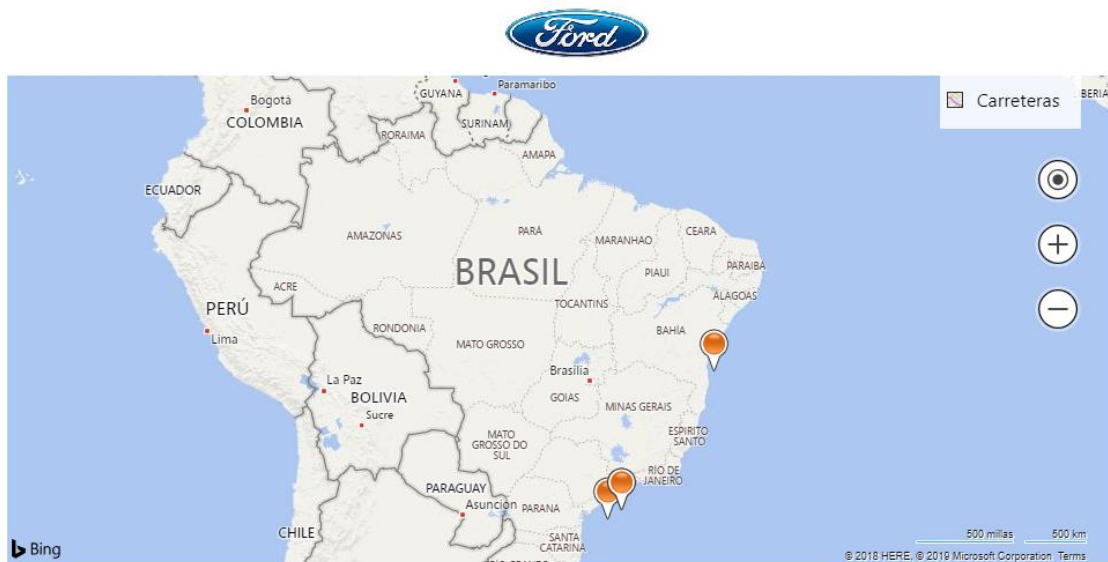 Ford
Paramaribo
GUYANA
Bogotá
COLOMBIA
SURINAM
Carreteras
RORAIMA
AMAPA
ECUADOR
AMAZONAS
PARÁ
MARANHAO
CEARA
BRASIL
PIAUI
PARAIBA
ACRE
TOCANTINS
ALAGOAS
PERÚ
Lima
RONDONIA
MATO GROSSO
BAHÍA
Brasília
La Paz
BOLIVIA
GOIAS
MINAS GERAIS
Sucre
MATO
GROSSO DO
SUL
ESPIRITO
SANTO
RIO DE
JANEIRO
PARAGUAY
Asunción
PARANA
CHILE
SANTA
CATARINA
500 millas 500 km
Bing
© 2018 HERE, © 2019 Microsoft Corporation Terms